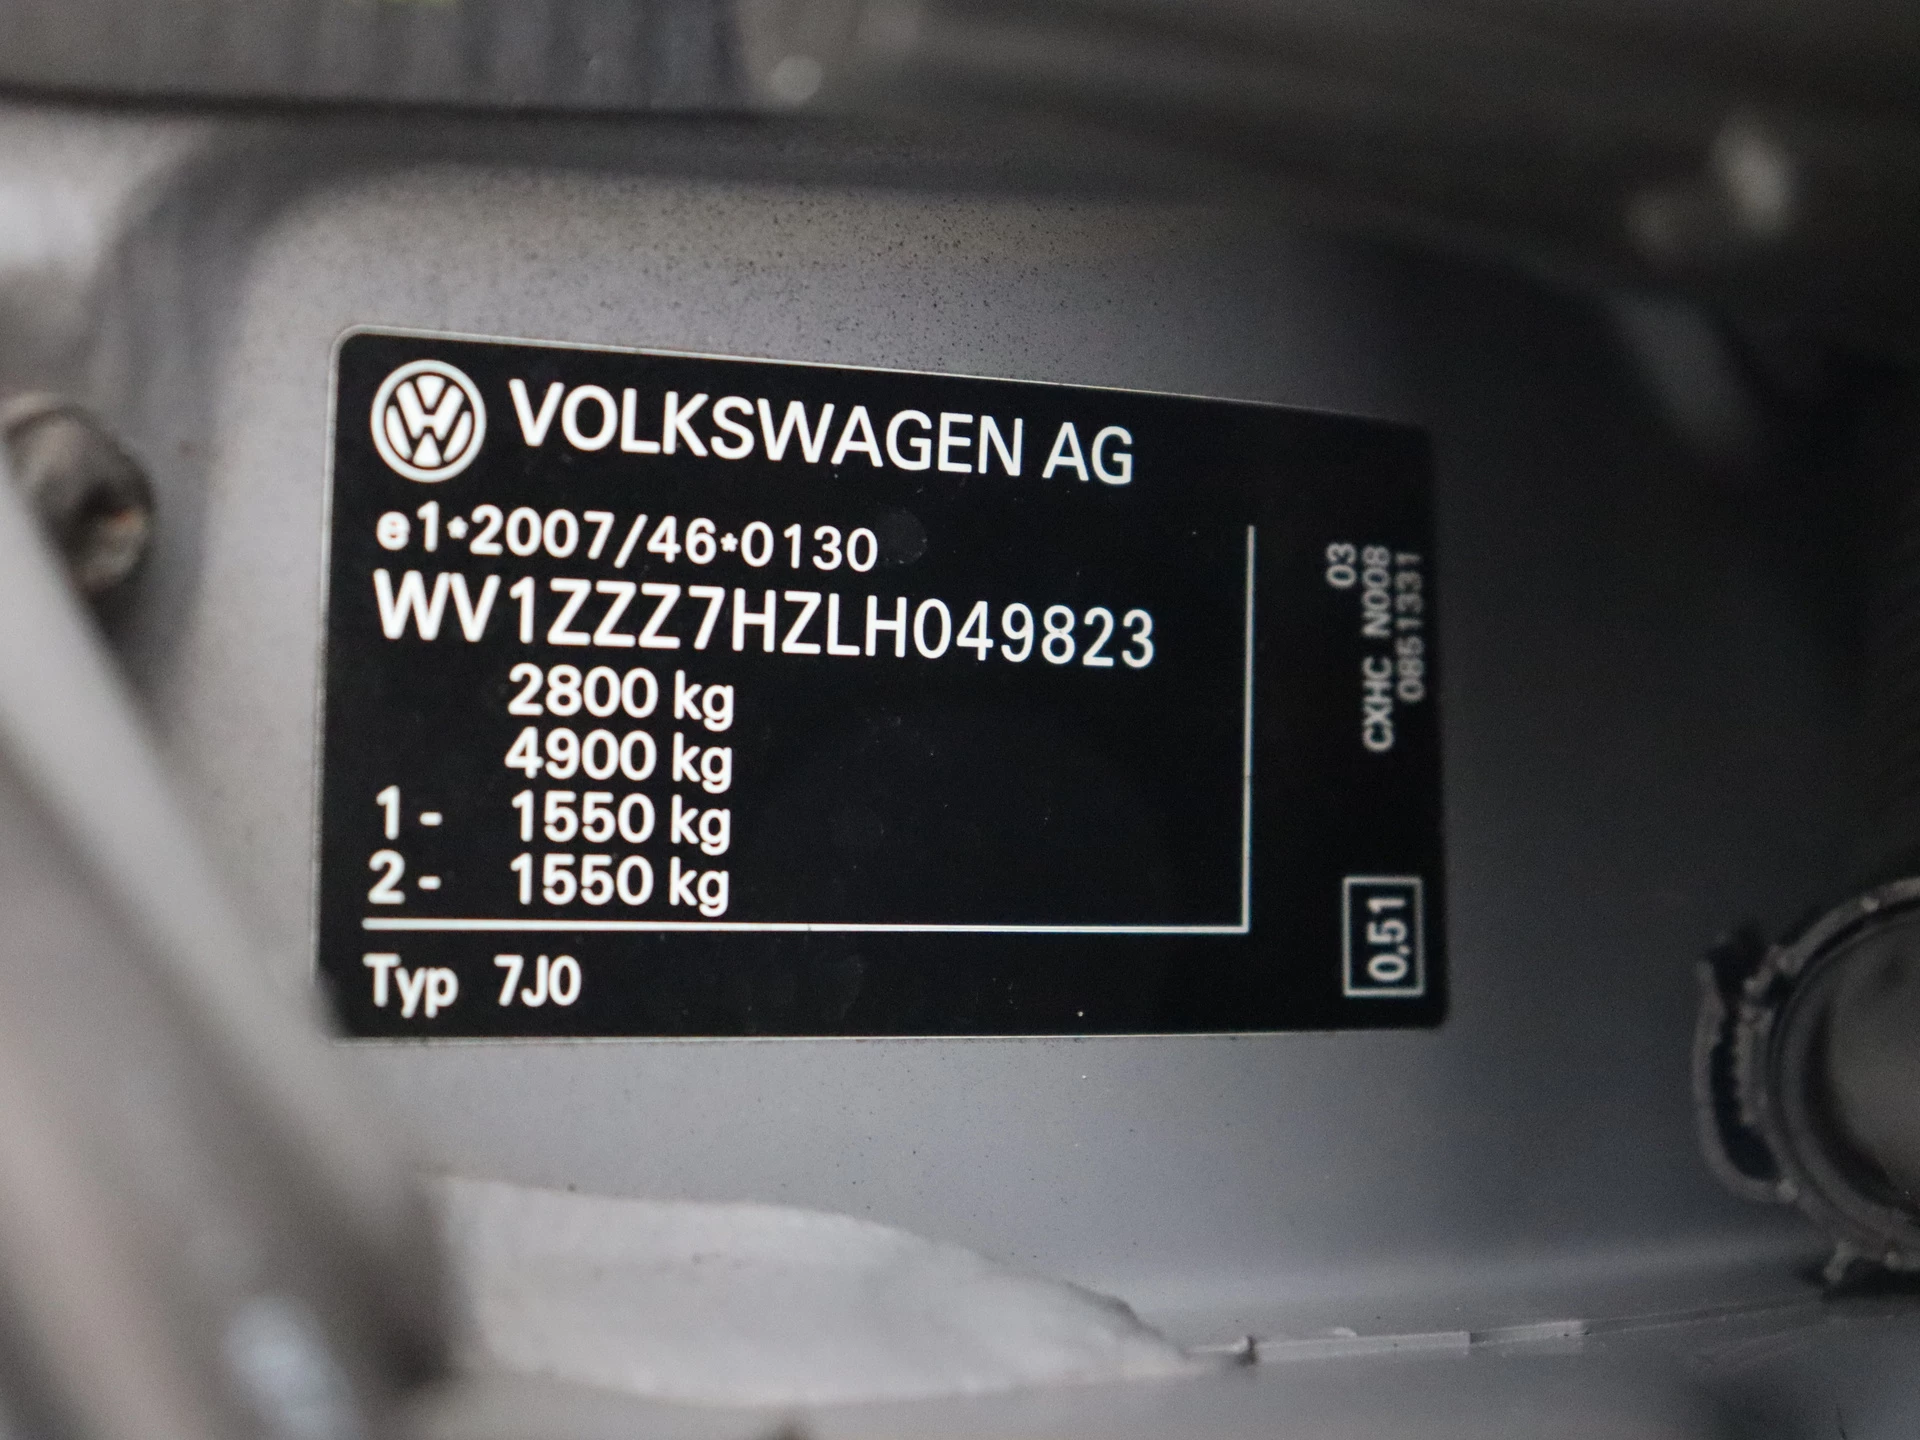 VOLKSWAGEN AG
e1*2007/46*0130
WV1ZZZ7HZLH049823
2800 kg
4900 kg
1- 1550 kg
2- 1550 kg
Typ 7J0
03
CXHC N008
0851331
0,51